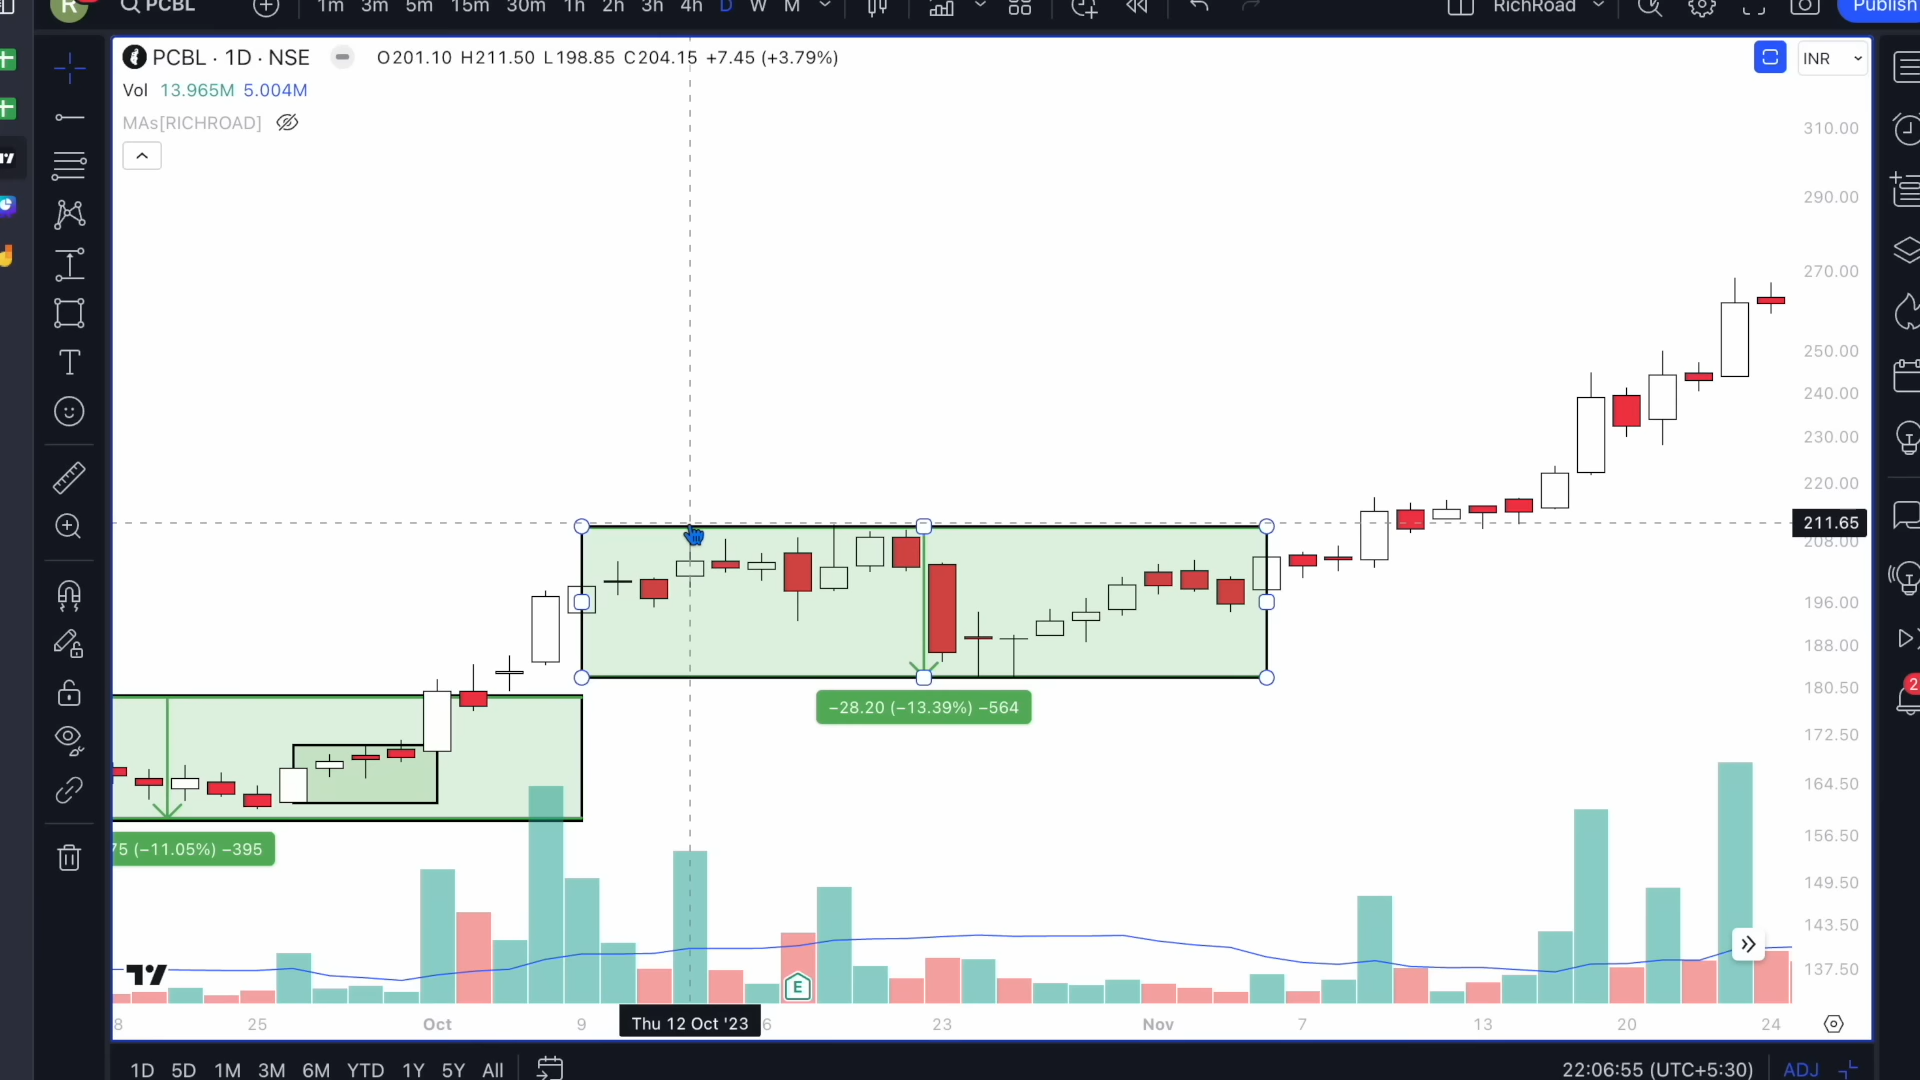 R
PCBL
1m 3m 5m 15m 30m 1h 2h 3h 4h D W M
RichRoad
Publish
PCBL · 1D · NSE O201.10 H211.50 L198.85 C204.15 +7.45 (+3.79%)
INR
Vol 13.965M 5.004M
MAs[RICHROAD]
310.00
290.00
270.00
250.00
240.00
230.00
220.00
211.65
208.00
196.00
188.00
180.50
172.50
164.50
156.50
149.50
143.50
137.50
−28.20 (−13.39%) −564
75 (−11.05%) −395
E
2
8 25 Oct 9 Thu 12 Oct '23 6 23 Nov 7 13 20 24
1D 5D 1M 3M 6M YTD 1Y 5Y All
22:06:55 (UTC+5:30) ADJ